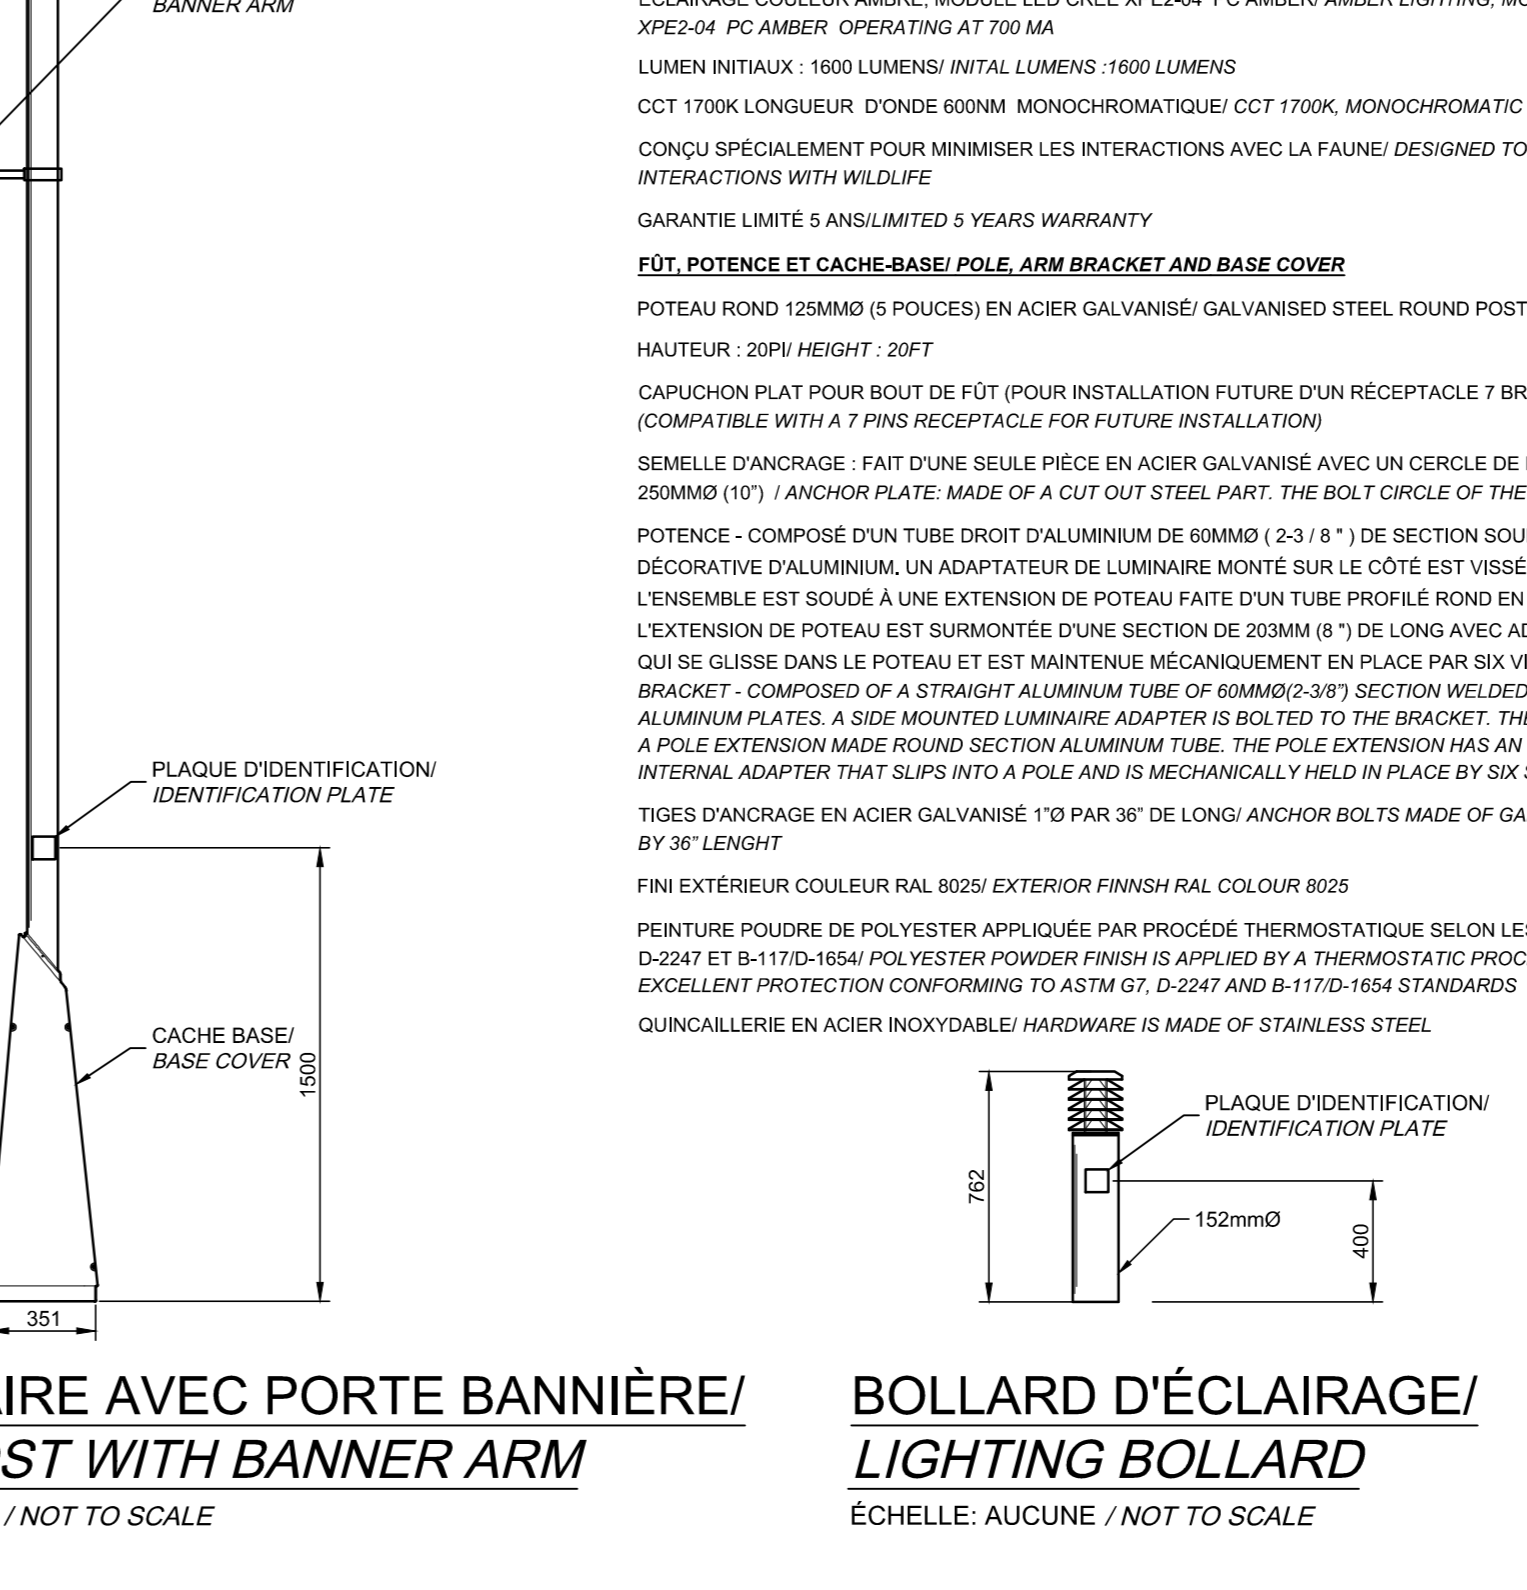 BANNER ARM
ÉCLAIRAGE COULEUR AMBRE, MODULE LED CREE XPE2-04 PC AMBER/ AMBER LIGHTING,
XPE2-04 PC AMBER OPERATING AT 700 MA
LUMEN INITIAUX : 1600 LUMENS/ INITAL LUMENS :1600 LUMENS
CCT 1700K LONGUEUR D'ONDE 600NM MONOCHROMATIQUE/ CCT 1700K, MONOCHROMATIC
CONÇU SPÉCIALEMENT POUR MINIMISER LES INTERACTIONS AVEC LA FAUNE/ DESIGNED TO
INTERACTIONS WITH WILDLIFE
GARANTIE LIMITÉ 5 ANS/LIMITED 5 YEARS WARRANTY
FÛT, POTENCE ET CACHE-BASE/ POLE, ARM BRACKET AND BASE COVER
POTEAU ROND 125MMØ (5 POUCES) EN ACIER GALVANISÉ/ GALVANISED STEEL ROUND POST
HAUTEUR : 20PI/ HEIGHT : 20FT
CAPUCHON PLAT POUR BOUT DE FÛT (POUR INSTALLATION FUTURE D'UN RÉCEPTACLE 7 BR
(COMPATIBLE WITH A 7 PINS RECEPTACLE FOR FUTURE INSTALLATION)
SEMELLE D'ANCRAGE : FAIT D'UNE SEULE PIÈCE EN ACIER GALVANISÉ AVEC UN CERCLE DE
250MMØ (10”) / ANCHOR PLATE: MADE OF A CUT OUT STEEL PART. THE BOLT CIRCLE OF THE
POTENCE - COMPOSÉ D'UN TUBE DROIT D'ALUMINIUM DE 60MMØ ( 2-3 / 8 " ) DE SECTION SOU
DÉCORATIVE D'ALUMINIUM. UN ADAPTATEUR DE LUMINAIRE MONTÉ SUR LE CÔTÉ EST VISSÉ
L'ENSEMBLE EST SOUDÉ À UNE EXTENSION DE POTEAU FAITE D'UN TUBE PROFILÉ ROND EN
L'EXTENSION DE POTEAU EST SURMONTÉE D'UNE SECTION DE 203MM (8 ") DE LONG AVEC AD
QUI SE GLISSE DANS LE POTEAU ET EST MAINTENUE MÉCANIQUEMENT EN PLACE PAR SIX VI
BRACKET - COMPOSED OF A STRAIGHT ALUMINUM TUBE OF 60MMØ(2-3/8”) SECTION WELDED
ALUMINUM PLATES. A SIDE MOUNTED LUMINAIRE ADAPTER IS BOLTED TO THE BRACKET. THE
A POLE EXTENSION MADE ROUND SECTION ALUMINUM TUBE. THE POLE EXTENSION HAS AN
INTERNAL ADAPTER THAT SLIPS INTO A POLE AND IS MECHANICALLY HELD IN PLACE BY SIX S
TIGES D'ANCRAGE EN ACIER GALVANISÉ 1”Ø PAR 36” DE LONG/ ANCHOR BOLTS MADE OF GA
BY 36” LENGHT
FINI EXTÉRIEUR COULEUR RAL 8025/ EXTERIOR FINNSH RAL COLOUR 8025
PEINTURE POUDRE DE POLYESTER APPLIQUÉE PAR PROCÉDÉ THERMOSTATIQUE SELON LES
D-2247 ET B-117/D-1654/ POLYESTER POWDER FINISH IS APPLIED BY A THERMOSTATIC PROC
EXCELLENT PROTECTION CONFORMING TO ASTM G7, D-2247 AND B-117/D-1654 STANDARDS
QUINCAILLERIE EN ACIER INOXYDABLE/ HARDWARE IS MADE OF STAINLESS STEEL
PLAQUE D'IDENTIFICATION/
IDENTIFICATION PLATE
CACHE BASE/
BASE COVER
1500
351
PLAQUE D'IDENTIFICATION/
IDENTIFICATION PLATE
762
152mmØ
400
AIRE AVEC PORTE BANNIÈRE/
OST WITH BANNER ARM
/ NOT TO SCALE
BOLLARD D'ÉCLAIRAGE/
LIGHTING BOLLARD
ÉCHELLE: AUCUNE / NOT TO SCALE